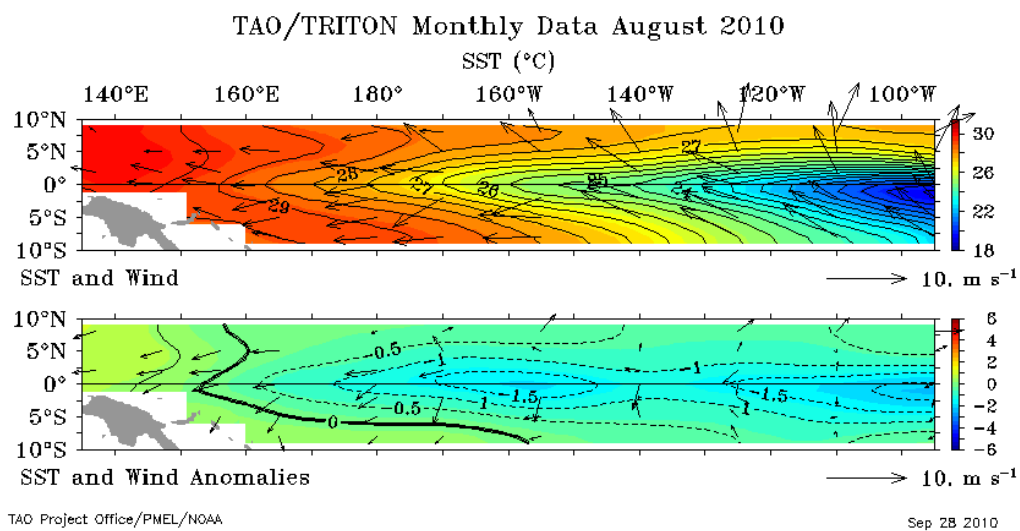 TAO/TRITON Monthly Data August 2010
SST (°C)
140°E 160°E 180° 160°W 140°W 120°W 100°W
10°N
5°N
0°
5°S
10°S
29 28 27 26 25 24 27
30
26
22
18
SST and Wind
10. m s⁻¹
10°N
5°N
0°
5°S
10°S
-0.5 -1 -1.5 -0.5 1 0 -1 -1.5 1
6
4
2
0
-2
-4
-6
SST and Wind Anomalies
10. m s⁻¹
TAO Project Office/PMEL/NOAA
Sep 28 2010